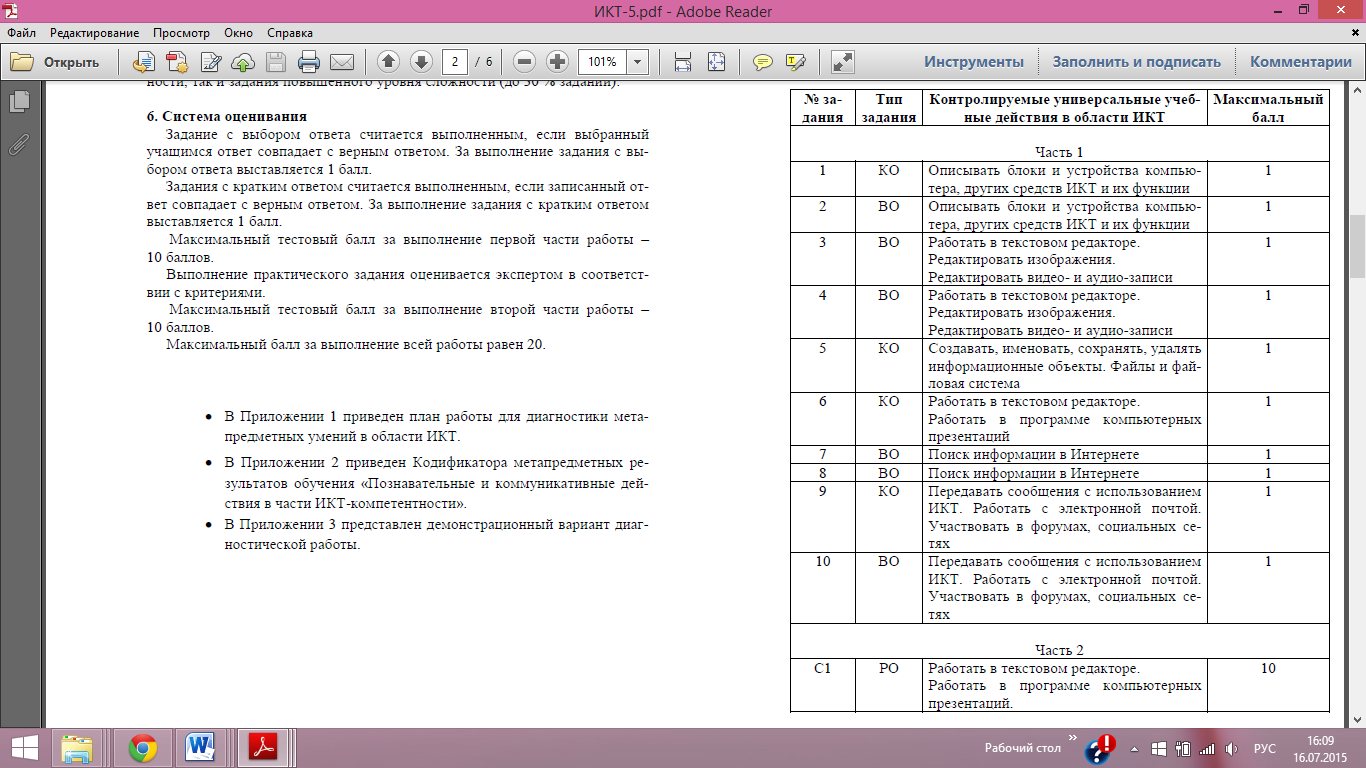 ИКТ-5.pdf - Adobe Reader
Файл Редактирование Просмотр Окно Справка
Открыть 2 / 6 101% Инструменты Заполнить и подписать Комментарии
ности, так и задания повышенного уровня сложности (до 30 % заданий).
6. Система оценивания
Задание с выбором ответа считается выполненным, если выбранный
учащимся ответ совпадает с верным ответом. За выполнение задания с вы-
бором ответа выставляется 1 балл.
Задания с кратким ответом считается выполненным, если записанный от-
вет совпадает с верным ответом. За выполнение задания с кратким ответом
выставляется 1 балл.
Максимальный тестовый балл за выполнение первой части работы –
10 баллов.
Выполнение практического задания оценивается экспертом в соответст-
вии с критериями.
Максимальный тестовый балл за выполнение второй части работы –
10 баллов.
Максимальный балл за выполнение всей работы равен 20.
• В Приложении 1 приведен план работы для диагностики мета-
предметных умений в области ИКТ.
• В Приложении 2 приведен Кодификатора метапредметных ре-
зультатов обучения «Познавательные и коммуникативные дей-
ствия в части ИКТ-компетентности».
• В Приложении 3 представлен демонстрационный вариант диаг-
ностической работы.
№ за- Тип Контролируемые универсальные учеб- Максимальный
дания задания ные действия в области ИКТ балл
Часть 1
1 КО Описывать блоки и устройства компью- 1
тера, других средств ИКТ и их функции
2 ВО Описывать блоки и устройства компью- 1
тера, других средств ИКТ и их функции
3 ВО Работать в текстовом редакторе. 1
Редактировать изображения.
Редактировать видео- и аудио-записи
4 ВО Работать в текстовом редакторе. 1
Редактировать изображения.
Редактировать видео- и аудио-записи
5 КО Создавать, именовать, сохранять, удалять 1
информационные объекты. Файлы и фай-
ловая система
6 КО Работать в текстовом редакторе. 1
Работать в программе компьютерных
презентаций
7 ВО Поиск информации в Интернете 1
8 ВО Поиск информации в Интернете 1
9 КО Передавать сообщения с использованием 1
ИКТ. Работать с электронной почтой.
Участвовать в форумах, социальных се-
тях
10 ВО Передавать сообщения с использованием 1
ИКТ. Работать с электронной почтой.
Участвовать в форумах, социальных се-
тях
Часть 2
С1 РО Работать в текстовом редакторе. 10
Работать в программе компьютерных
презентаций.
Рабочий стол » РУС 16:09
16.07.2015